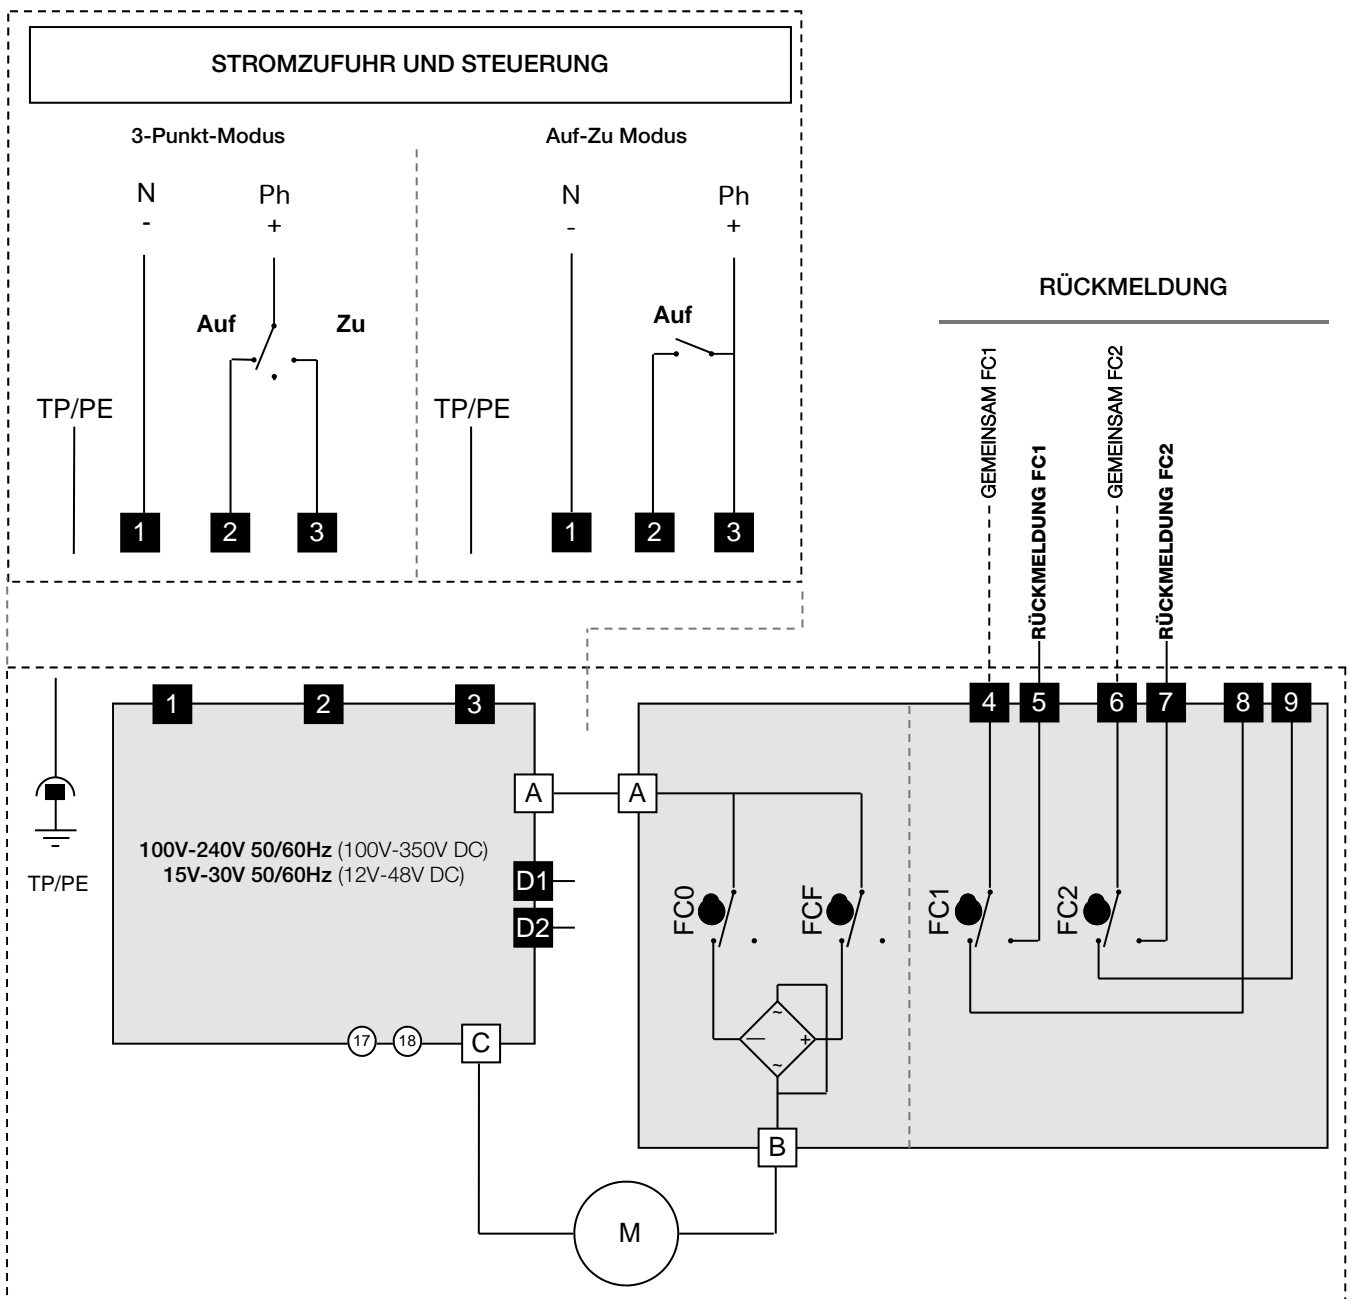 STROMZUFUHR UND STEUERUNG
3-Punkt-Modus
Auf-Zu Modus
N
Ph
N
Ph
-
+
-
+
Auf
Zu
Auf
TP/PE
TP/PE
1
2
3
1
2
3
RÜCKMELDUNG
GEMEINSAM FC1
RÜCKMELDUNG FC1
GEMEINSAM FC2
RÜCKMELDUNG FC2
1
2
3
4
5
6
7
8
9
A
A
100V-240V 50/60Hz (100V-350V DC)
15V-30V 50/60Hz (12V-48V DC)
TP/PE
D1
D2
FC0
FCF
FC1
FC2
~
—
+
~
17
18
C
B
M